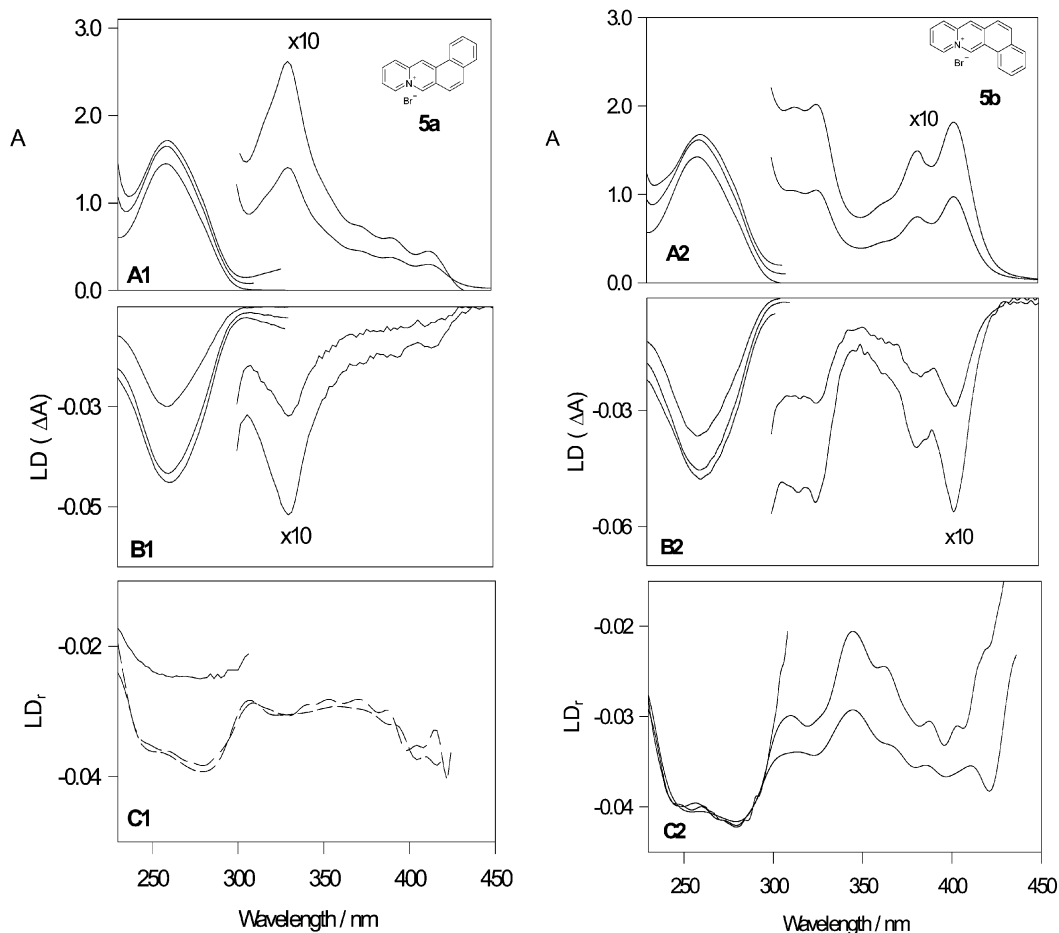 3.0
2.0
1.0
0.0
A
x10
N
+
Br⁻
5a
A1
3.0
2.0
1.0
0.0
A
x10
N
+
Br⁻
5b
A2
-0.03
-0.05
LD ( ΔA)
B1
x10
-0.03
-0.06
LD ( ΔA)
B2
x10
-0.02
-0.04
LDr
C1
250 300 350 400 450
Wavelength / nm
-0.02
-0.03
-0.04
LDr
C2
250 300 350 400 450
Wavelength / nm